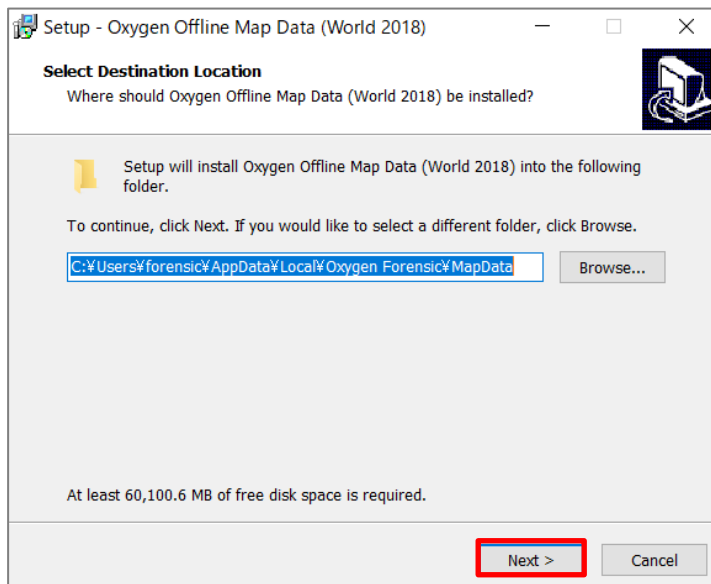 Setup - Oxygen Offline Map Data (World 2018)
Select Destination Location
Where should Oxygen Offline Map Data (World 2018) be installed?
Setup will install Oxygen Offline Map Data (World 2018) into the following
folder.
To continue, click Next. If you would like to select a different folder, click Browse.
C:¥Users¥forensic¥AppData¥Local¥Oxygen Forensic¥MapData
Browse...
At least 60,100.6 MB of free disk space is required.
Next >
Cancel